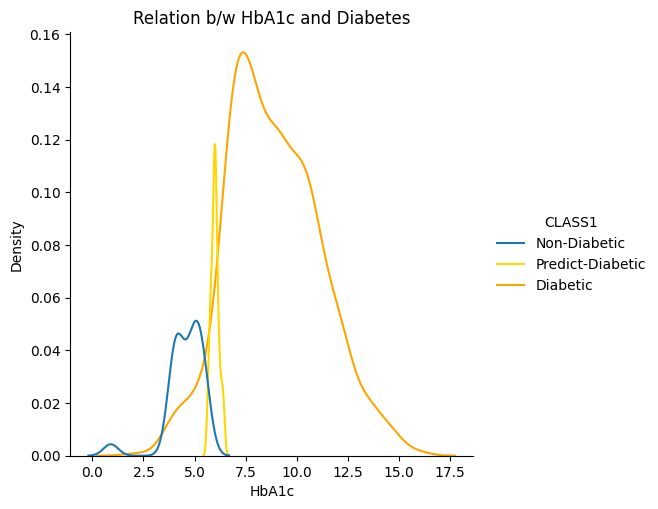 Relation b/w HbA1c and Diabetes
0.16
0.14
0.12
0.10
0.08
0.06
0.04
0.02
0.00
Density
0.0 2.5 5.0 7.5 10.0 12.5 15.0 17.5
HbA1c
CLASS1
Non-Diabetic
Predict-Diabetic
Diabetic